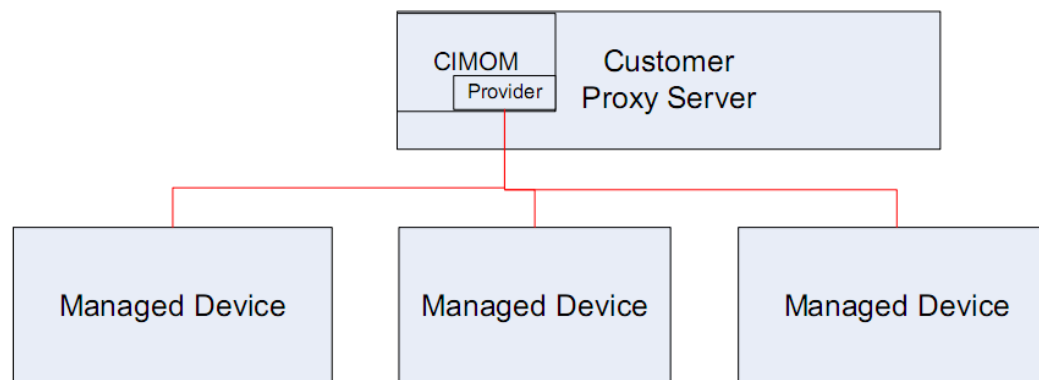 CIMOM
Provider
Customer
Proxy Server
Managed Device
Managed Device
Managed Device